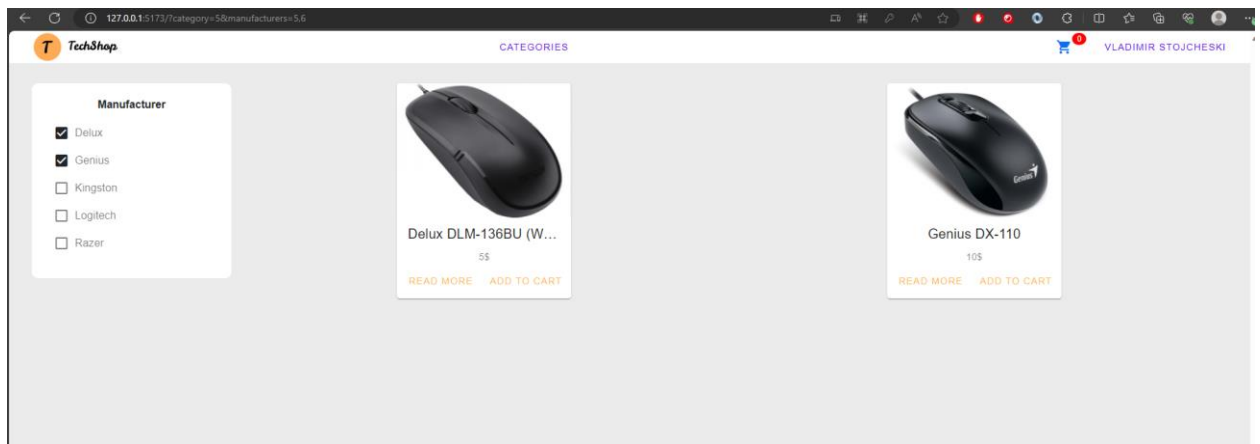 127.0.0.1:5173/?category=5&manufacturers=5,6
T TechShop CATEGORIES 0 VLADIMIR STOJCHESKI
Manufacturer
Delux
Genius
Kingston
Logitech
Razer
Delux DLM-136BU (W...
5$
READ MORE ADD TO CART
Genius
Genius DX-110
10$
READ MORE ADD TO CART